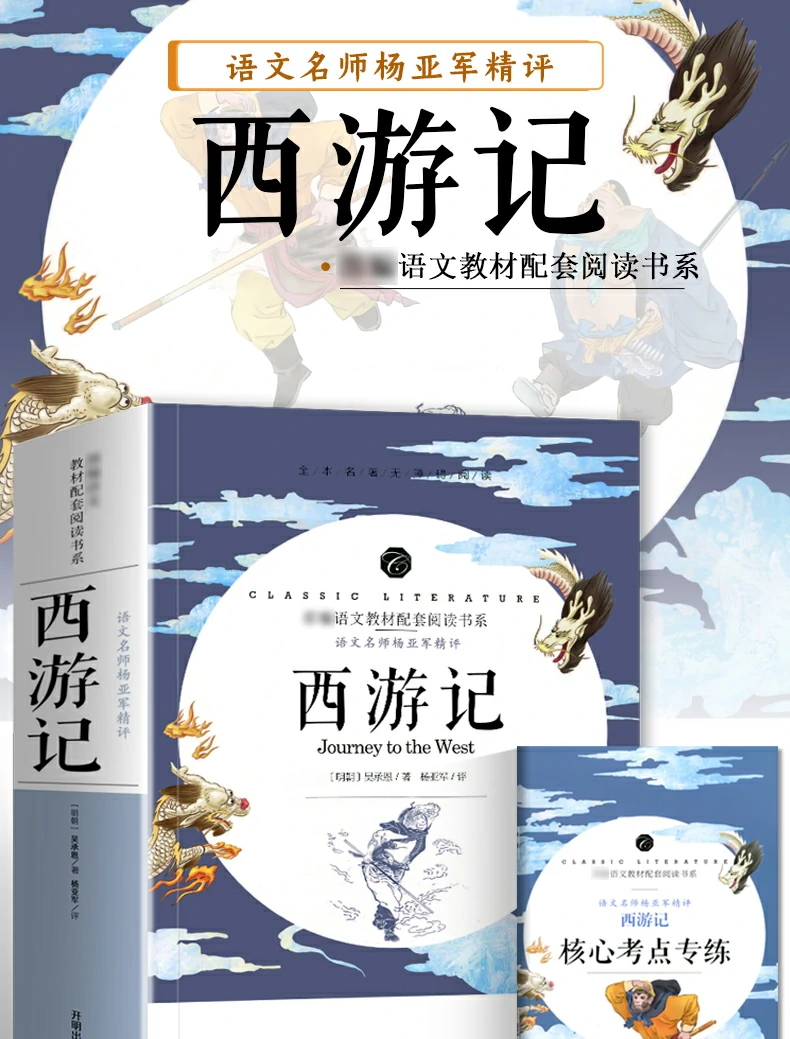 语文名师杨亚军精评
西游记
语文教材配套阅读书系
教材配套阅读书系
西游记
语文名师杨亚军精评
[明朝]吴承恩/著 杨亚军/评
开明出
全/本/名/著/无/障/碍/阅/读
CLASSIC LITERATURE
语文教材配套阅读书系
语文名师杨亚军精评
西游记
Journey to the West
[明朝]吴承恩/著 杨亚军/评
CLASSIC LITERATURE
语文教材配套阅读书系
语文名师杨亚军精评
西游记
核心考点专练